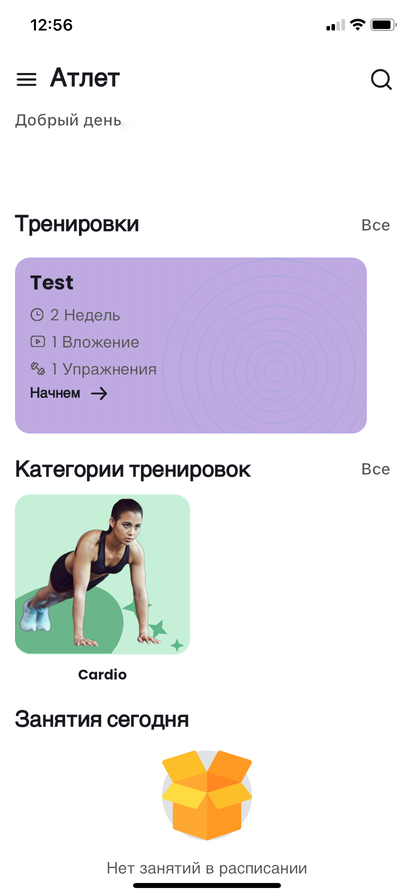 12:56
Атлет
Добрый день
Тренировки
Все
Test
2 Недель
1 Вложение
1 Упражнения
Начнем
Категории тренировок
Все
Cardio
Занятия сегодня
Нет занятий в расписании